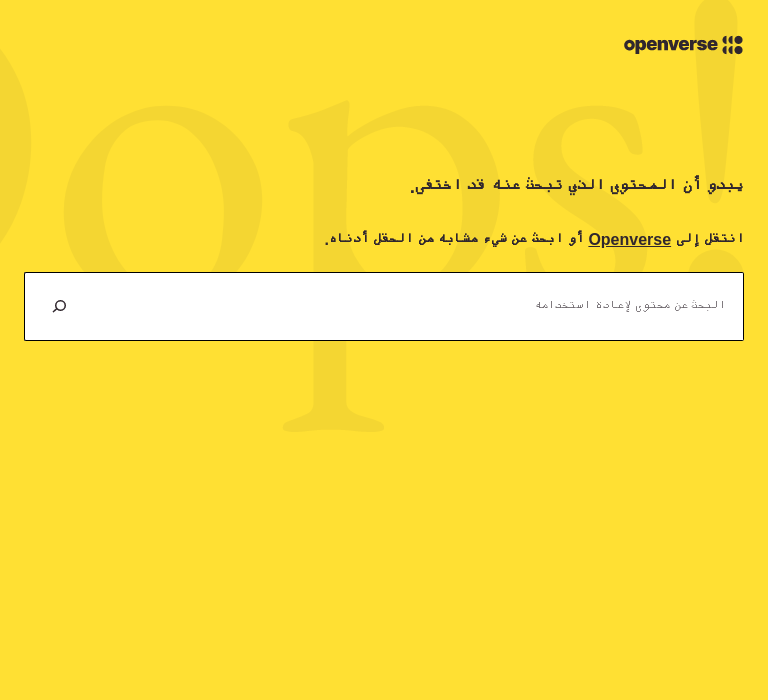 openverse
Oops!
يبدو أن المحتوى الذي تبحث عنه قد اختفى.
انتقل إلى Openverse أو ابحث عن شيء مشابه من الحقل أدناه.
البحث عن محتوى لإعادة استخدامه